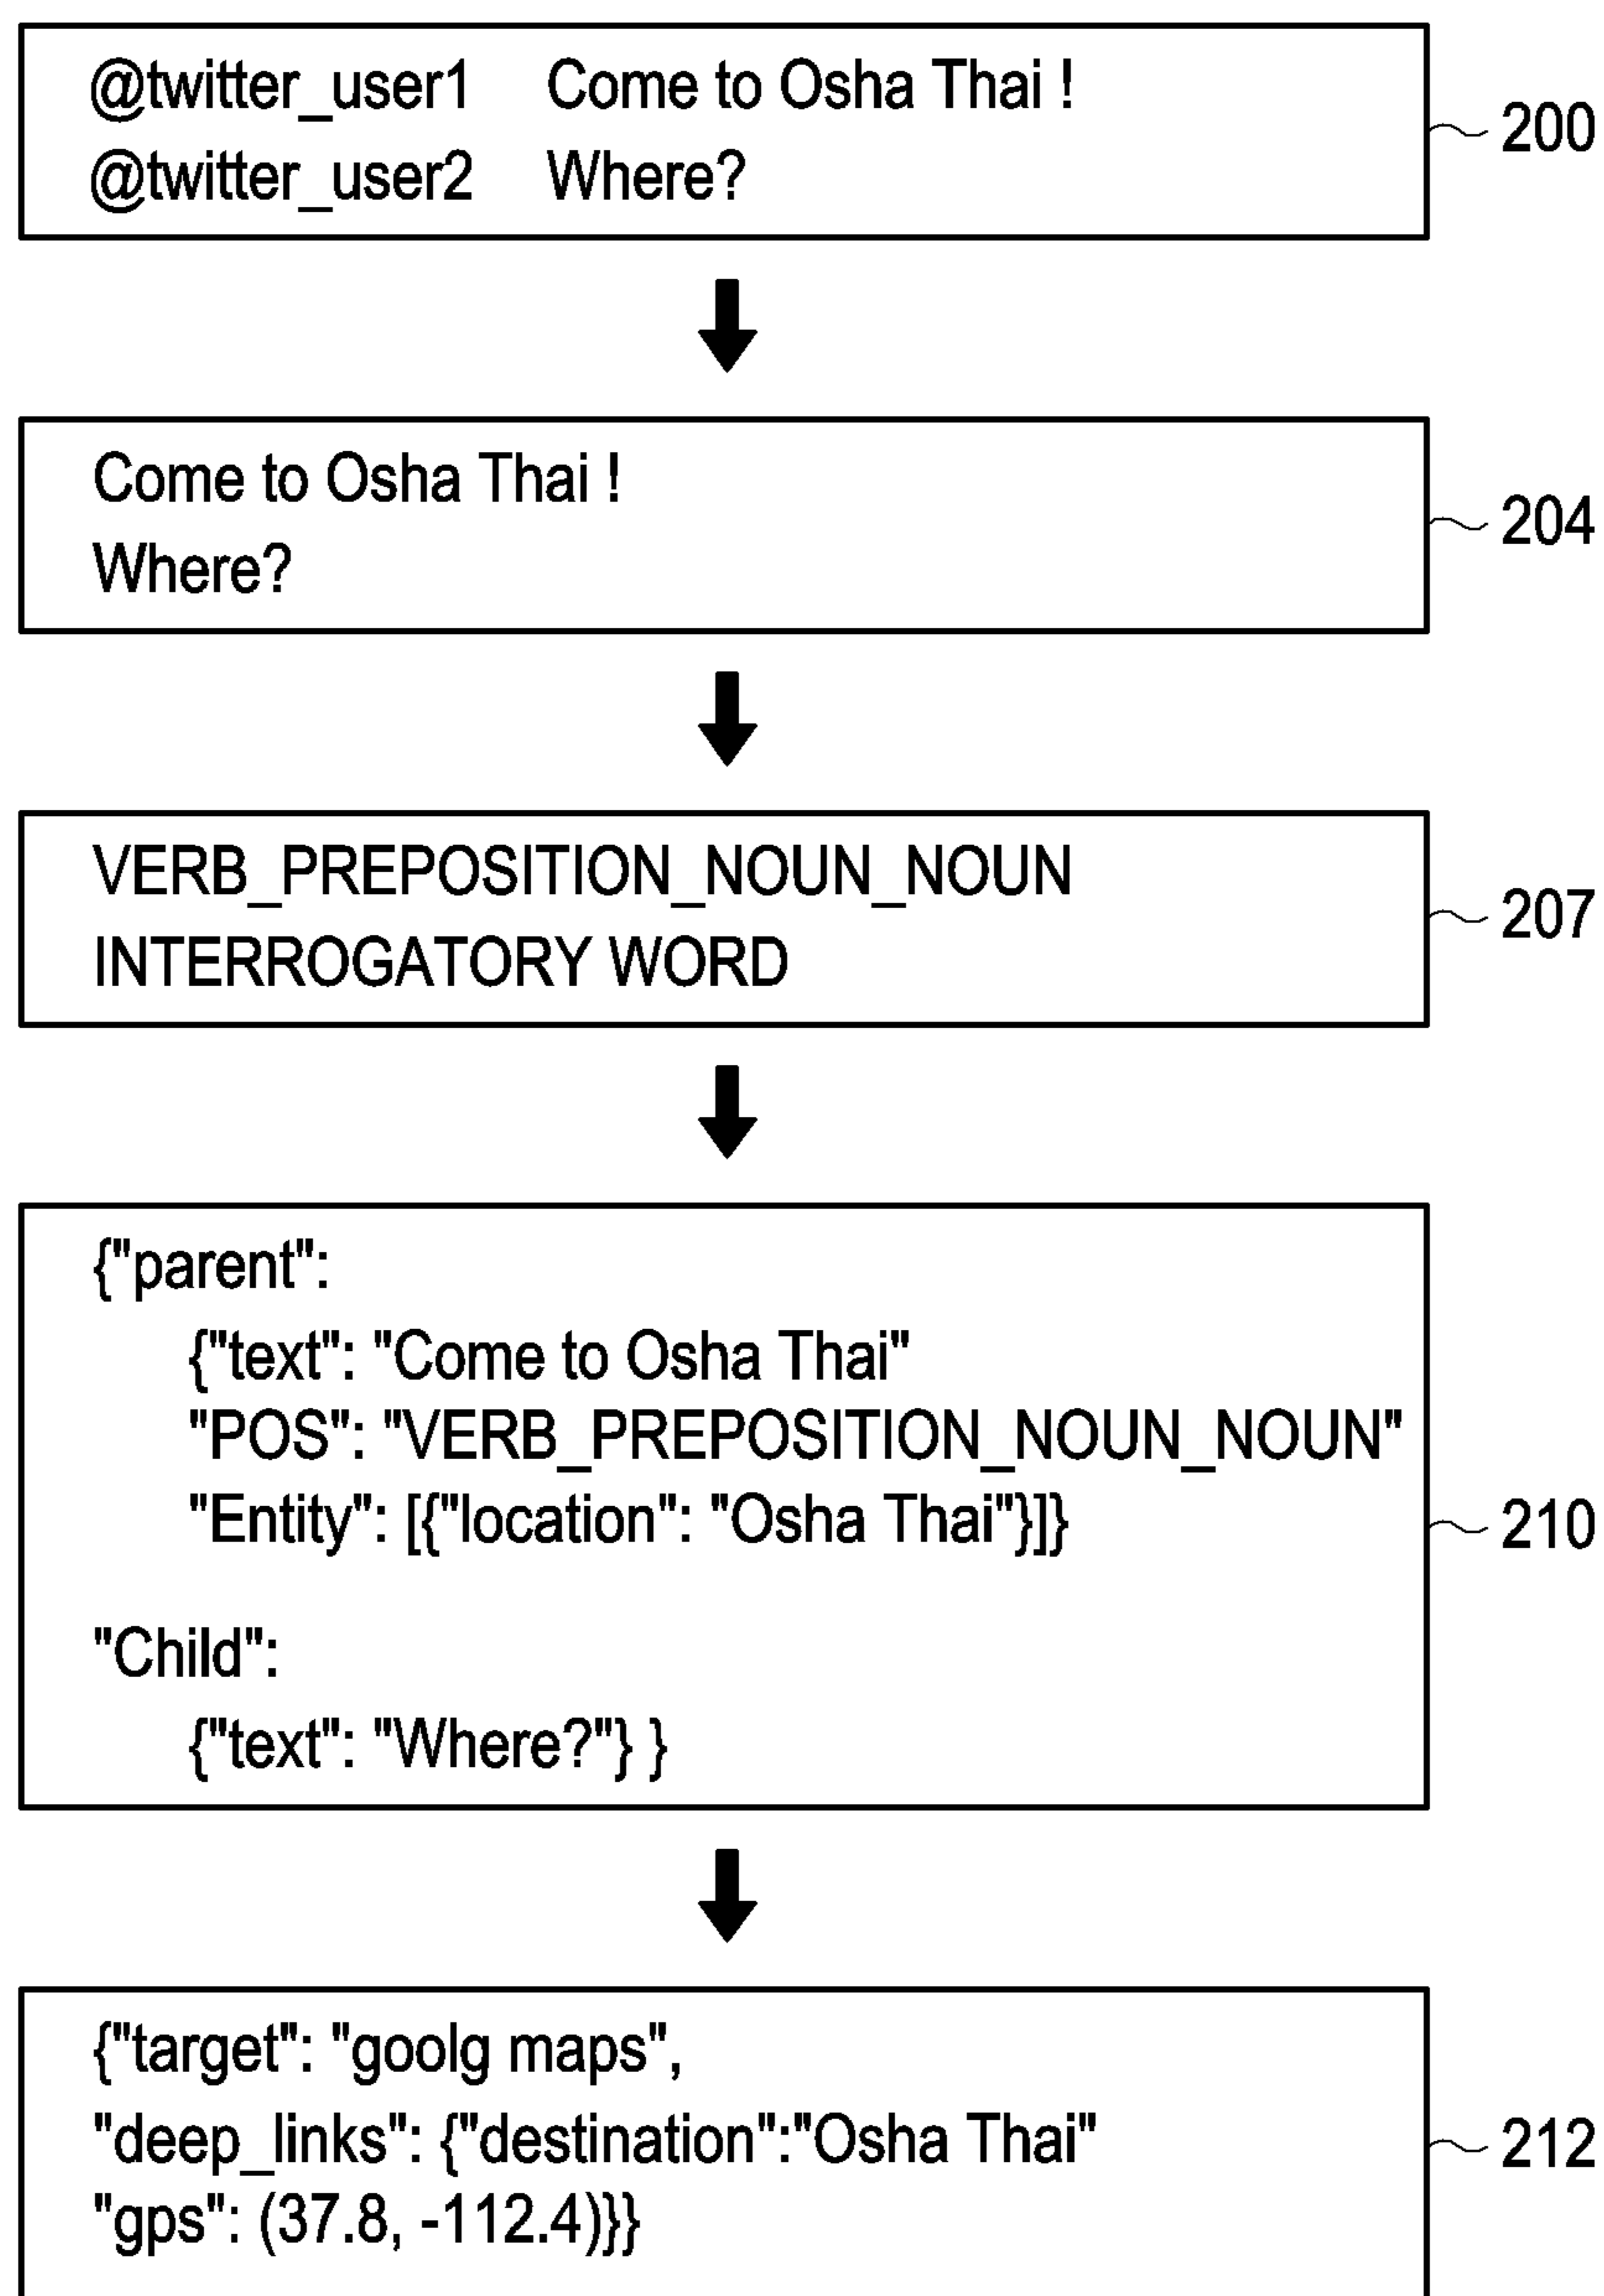 @twitter_user1 Come to Osha Thai !
@twitter_user2 Where?
200
Come to Osha Thai !
Where?
204
VERB_PREPOSITION_NOUN_NOUN
INTERROGATORY WORD
207
{"parent":
{"text": "Come to Osha Thai"
"POS": "VERB_PREPOSITION_NOUN_NOUN"
"Entity": [{"location": "Osha Thai"}]}
"Child":
{"text": "Where?"} }
210
{"target": "goolg maps",
"deep_links": {"destination":"Osha Thai"
"gps": (37.8, -112.4)}}
212